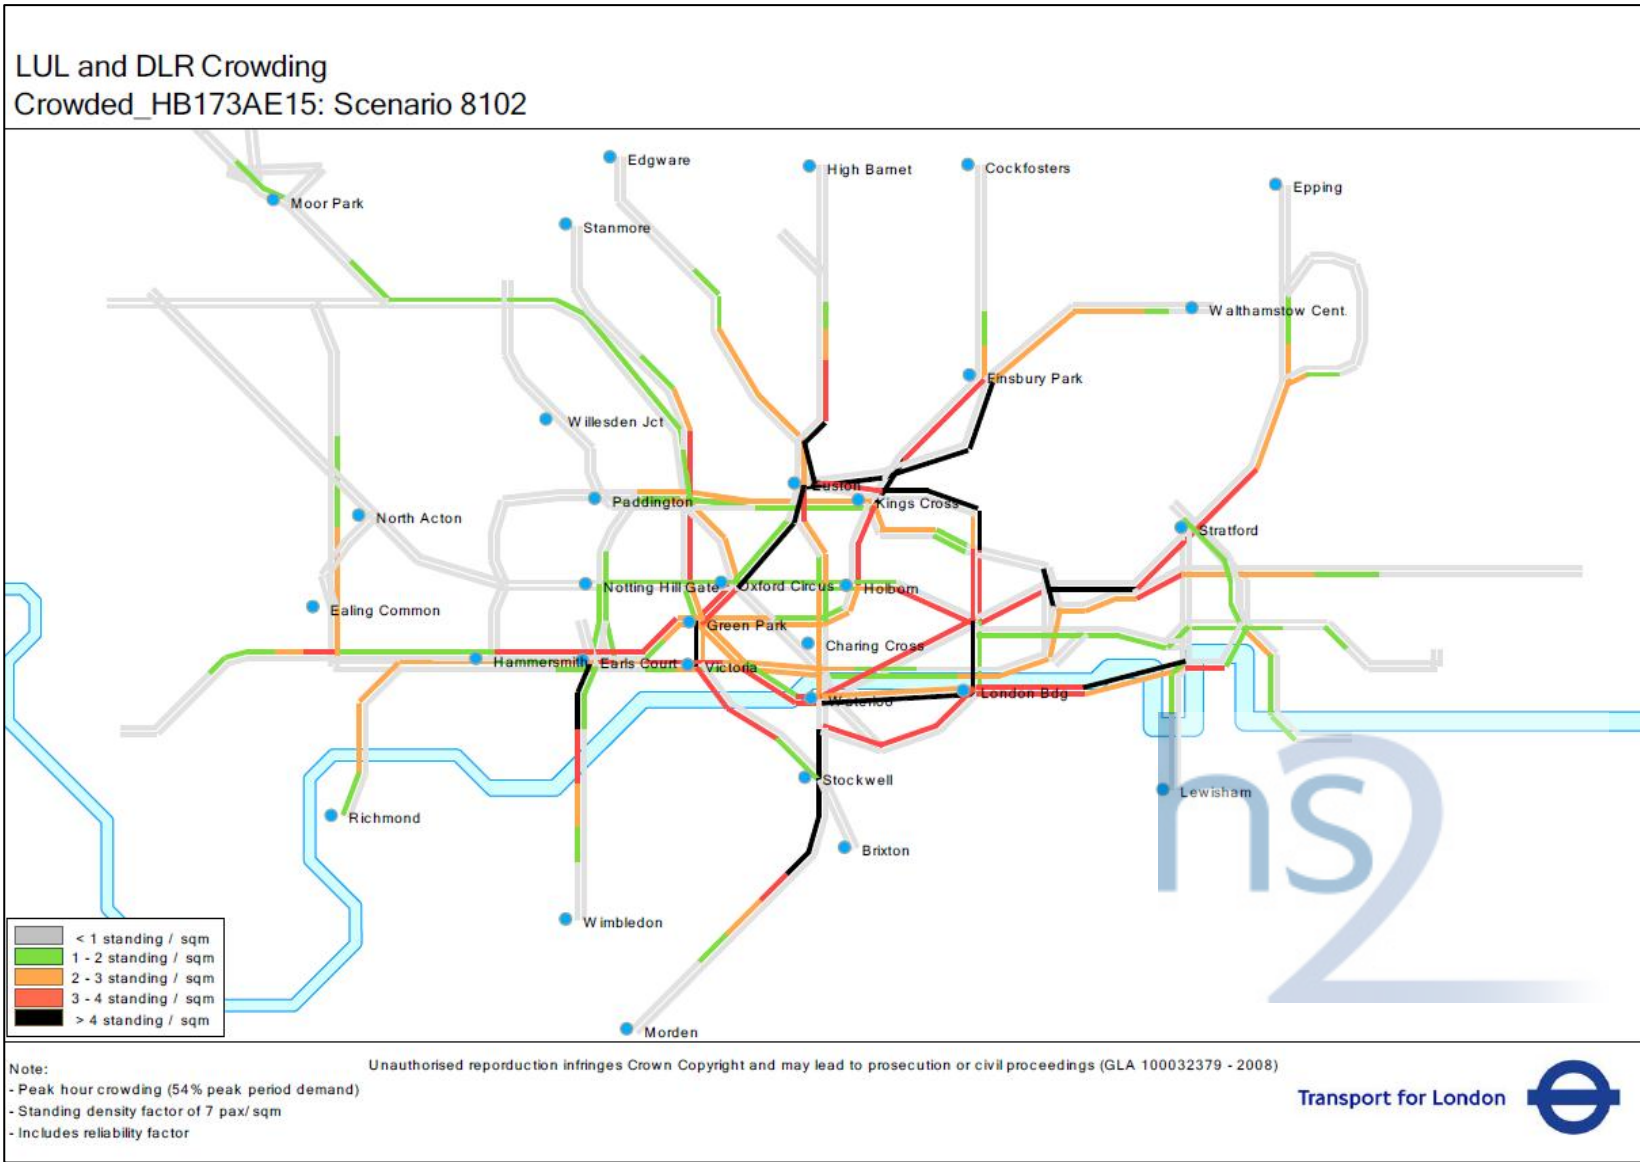 LUL and DLR Crowding
Crowded_HB173AE15: Scenario 8102
Edgware
High Barnet
Cockfosters
Epping
Moor Park
Stanmore
Walthamstow Cent.
Finsbury Park
Willesden Jct
Euston
Paddington
Kings Cross
North Acton
Stratford
Notting Hill Gate
Oxford Circus
Holborn
Ealing Common
Green Park
Charing Cross
Hammersmith
Earls Court
Victoria
Waterloo
London Bdg
Stockwell
Lewisham
Richmond
Brixton
Wimbledon
Morden
hs2
< 1 standing / sqm
1 - 2 standing / sqm
2 - 3 standing / sqm
3 - 4 standing / sqm
> 4 standing / sqm
Note:
- Peak hour crowding (54% peak period demand)
- Standing density factor of 7 pax/sqm
- Includes reliability factor
Unauthorised reporduction infringes Crown Copyright and may lead to prosecution or civil proceedings (GLA 100032379 - 2008)
Transport for London